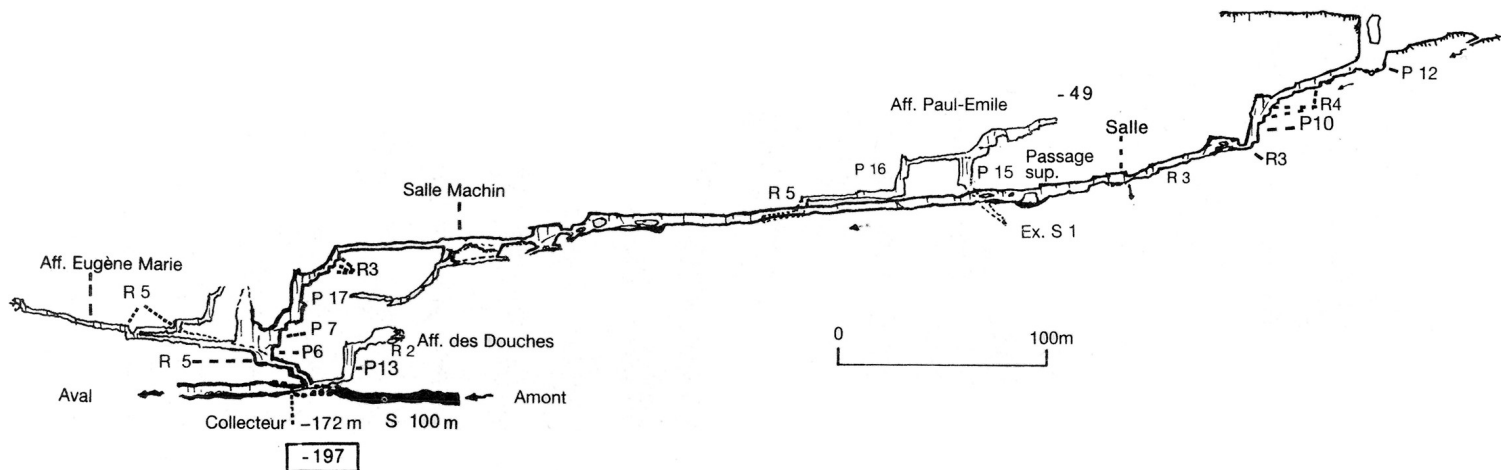 P 12
R4
P10
R3
- 49
Aff. Paul-Emile
Salle
Passage
sup.
R 3
P 15
P 16
R 5
Ex. S 1
Salle Machin
R3
P 17
Aff. Eugène Marie
R 5
P 7
P6
R 5
Aff. des Douches
R 2
P13
0
100m
Aval
Amont
Collecteur -172 m S 100 m
-197